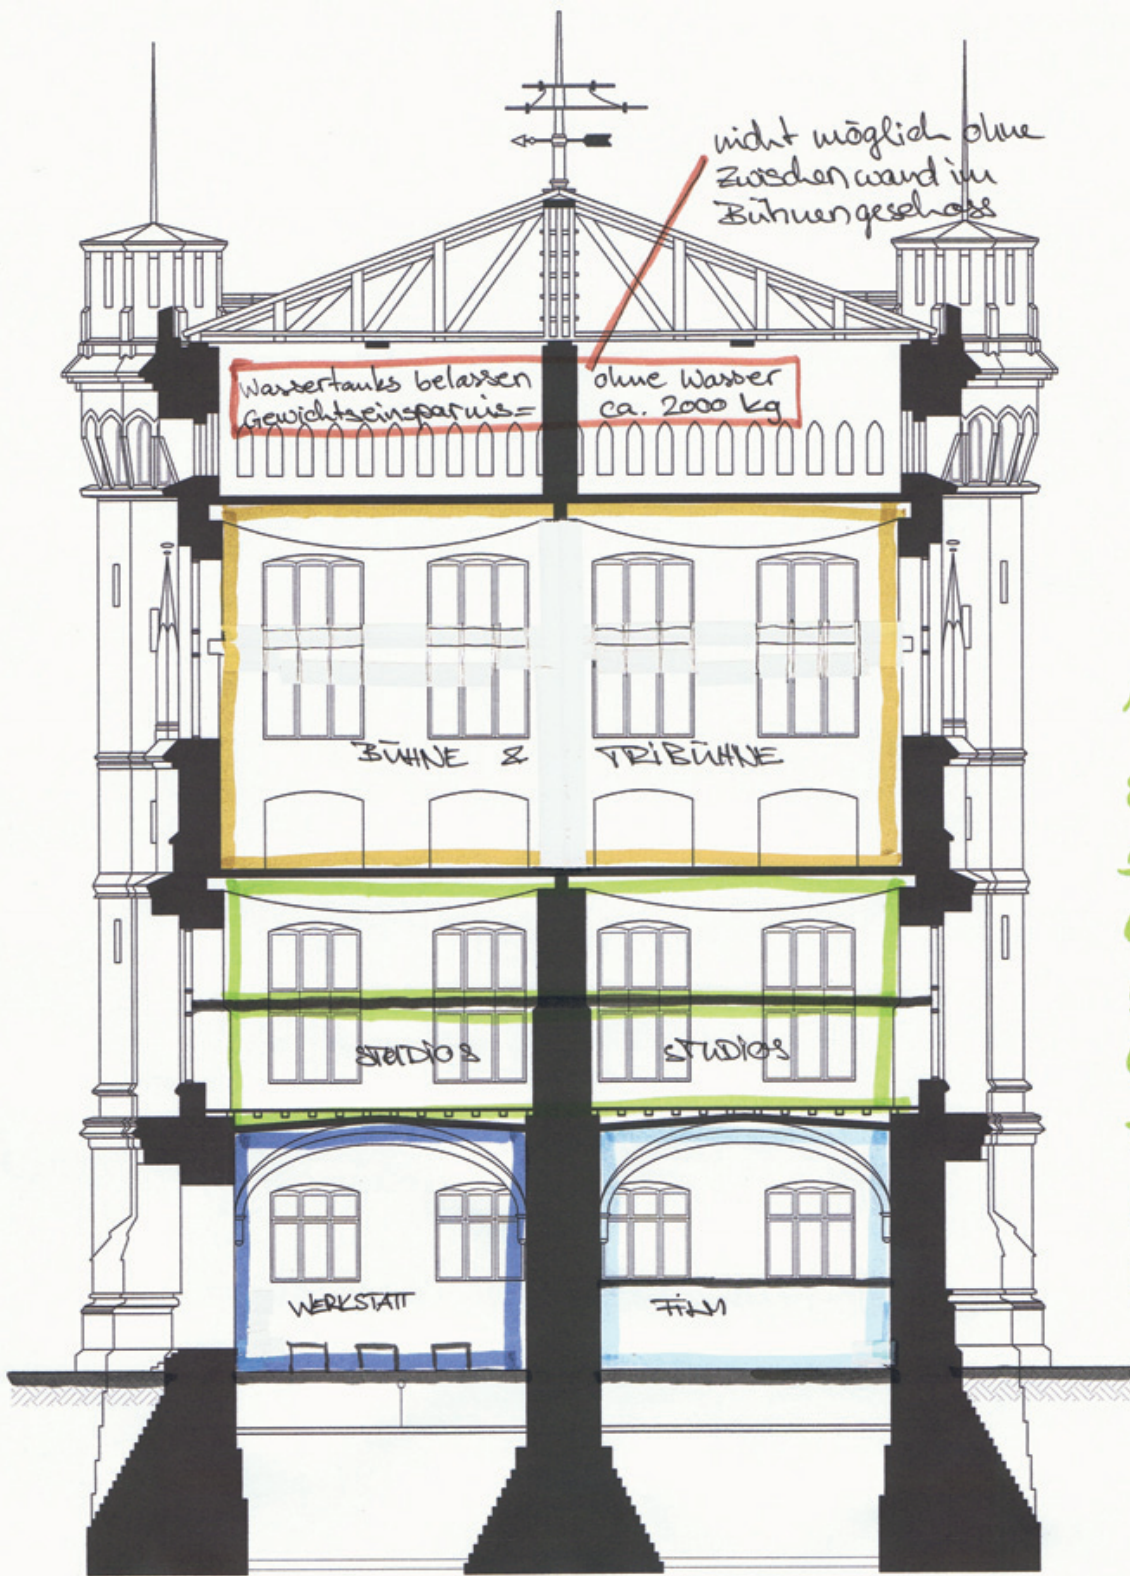 nicht möglich ohne
Zwischenwand im
Bühnengeschoss
Wassertanks belassen
Gewichtseinsparnis=
ohne Wasser
ca. 2000 kg
BÜHNE & TRIBÜHNE
STUDIOS
STUDIOS
WERKSTATT
FILM